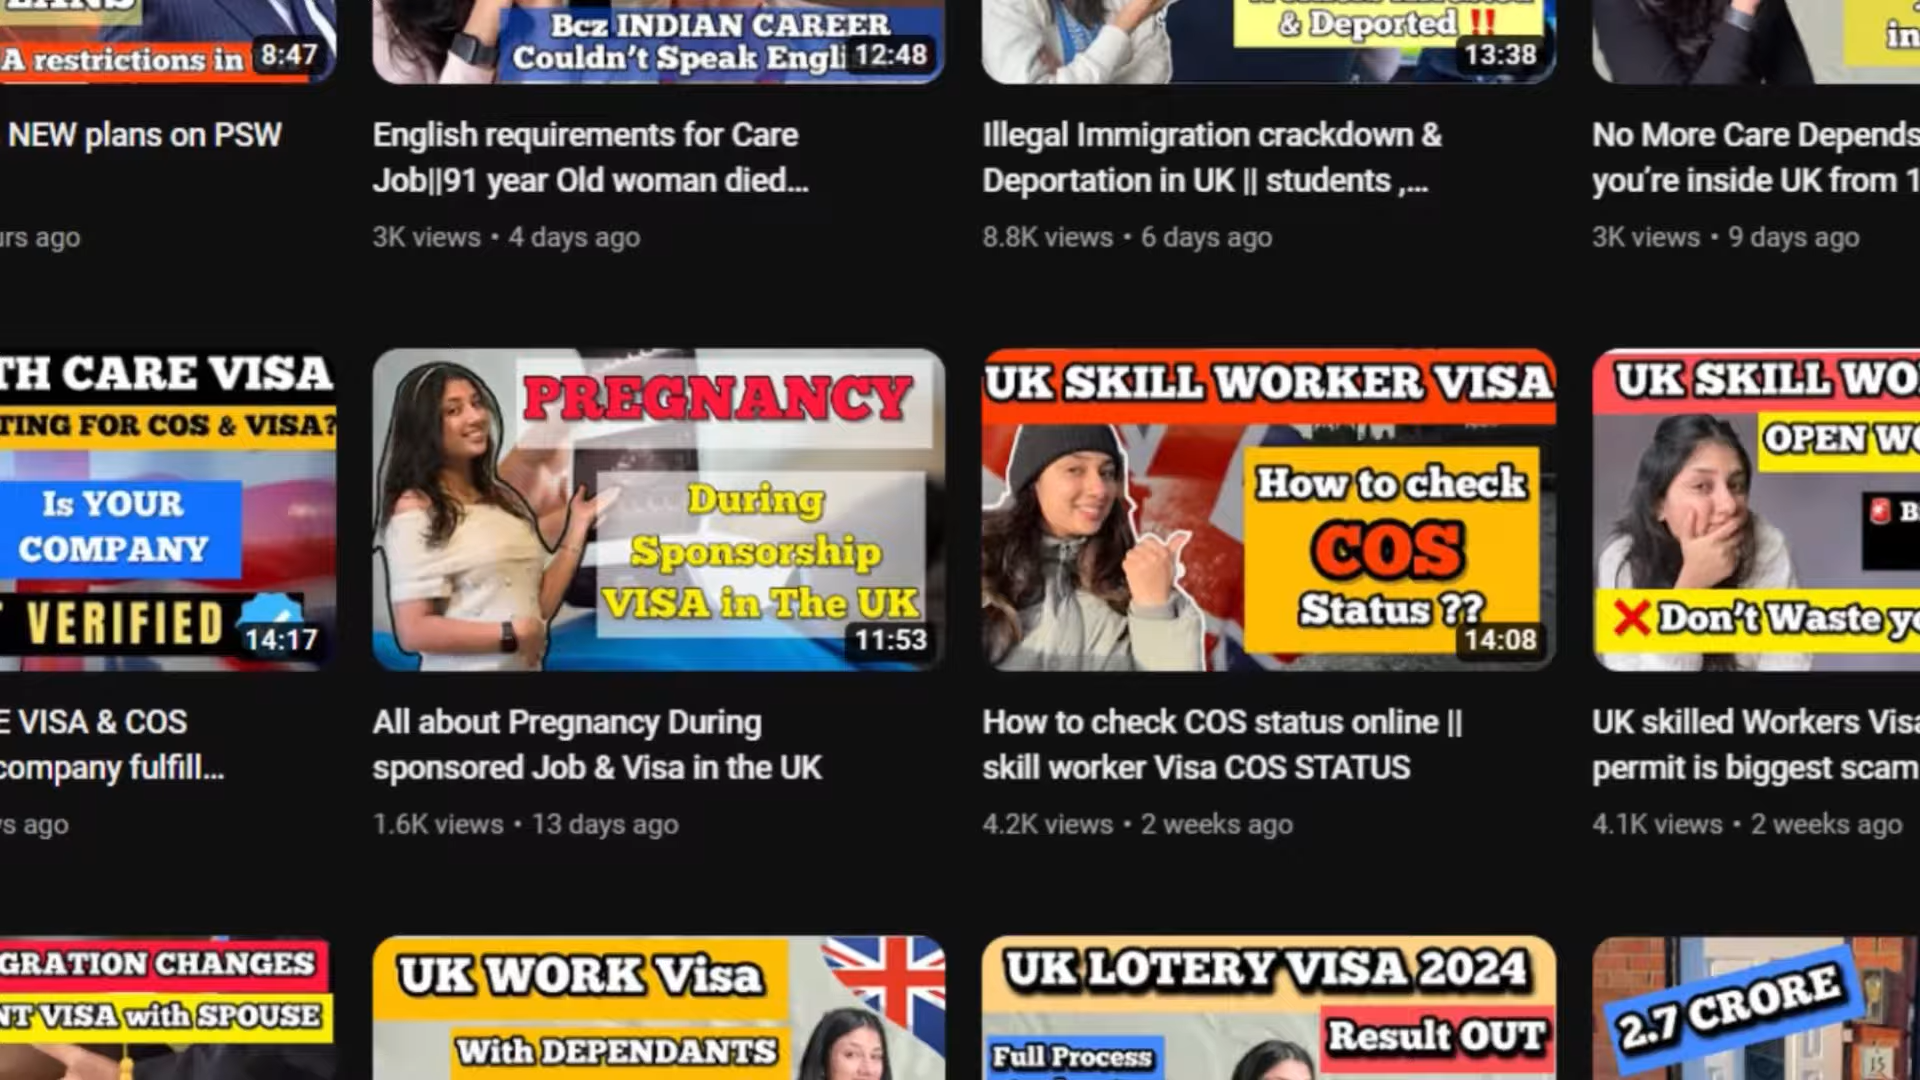 A restrictions in
8:47
NEW plans on PSW
ago
Bcz INDIAN CAREER
Couldn't Speak Engli
12:48
English requirements for Care
Job||91 year Old woman died...
3K views • 4 days ago
& Deported ‼
13:38
Illegal Immigration crackdown &
Deportation in UK || students ,...
8.8K views • 6 days ago
in
No More Care Depends
you're inside UK from 1
3K views • 9 days ago
TH CARE VISA
TING FOR COS & VISA?
Is YOUR
COMPANY
VERIFIED
14:17
E VISA & COS
company fulfill...
ago
PREGNANCY
During
Sponsorship
VISA in The UK
11:53
All about Pregnancy During
sponsored Job & Visa in the UK
1.6K views • 13 days ago
UK SKILL WORKER VISA
How to check
COS
Status ??
14:08
How to check COS status online ||
skill worker Visa COS STATUS
4.2K views • 2 weeks ago
UK SKILL WO
OPEN WO
B
❌ Don't Waste yo
UK skilled Workers Visa
permit is biggest scam
4.1K views • 2 weeks ago
GRATION CHANGES
NT VISA with SPOUSE
UK WORK Visa
With DEPENDANTS
UK LOTERY VISA 2024
Result OUT
Full Process
2.7 CRORE
15